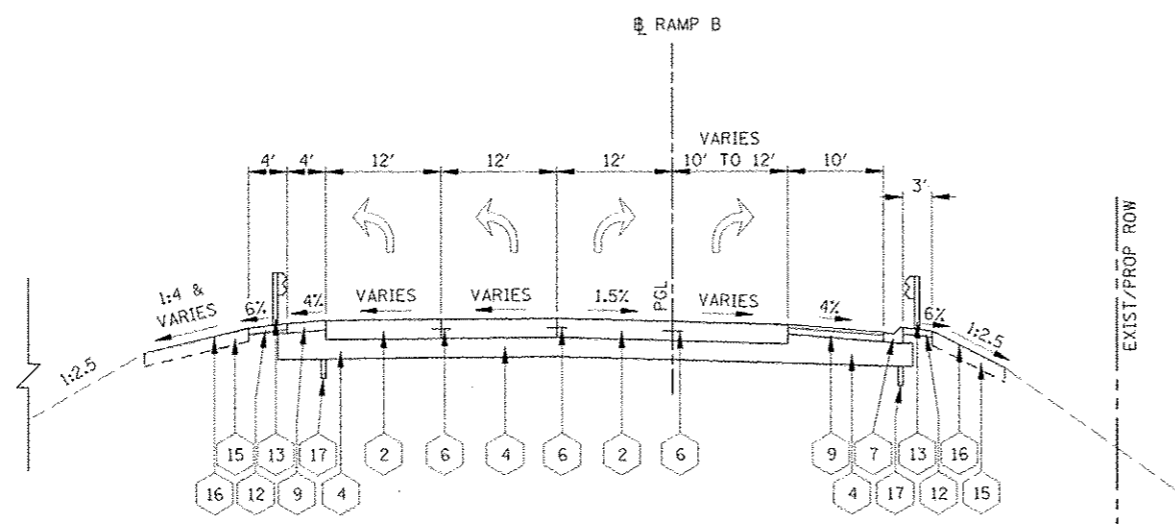 ℄ RAMP B
VARIES
4' 4' 12' 12' 12' 10' TO 12' 10'
3'
1:4 &
VARIES
6% 4% VARIES VARIES 1.5% PGL VARIES 4% 6%
1:2.5
1:2.5
EXIST/PROP ROW
15 13 17 2 6 4 6 2 6 9 7 13 16
16 12 9 4 4 17 12 15